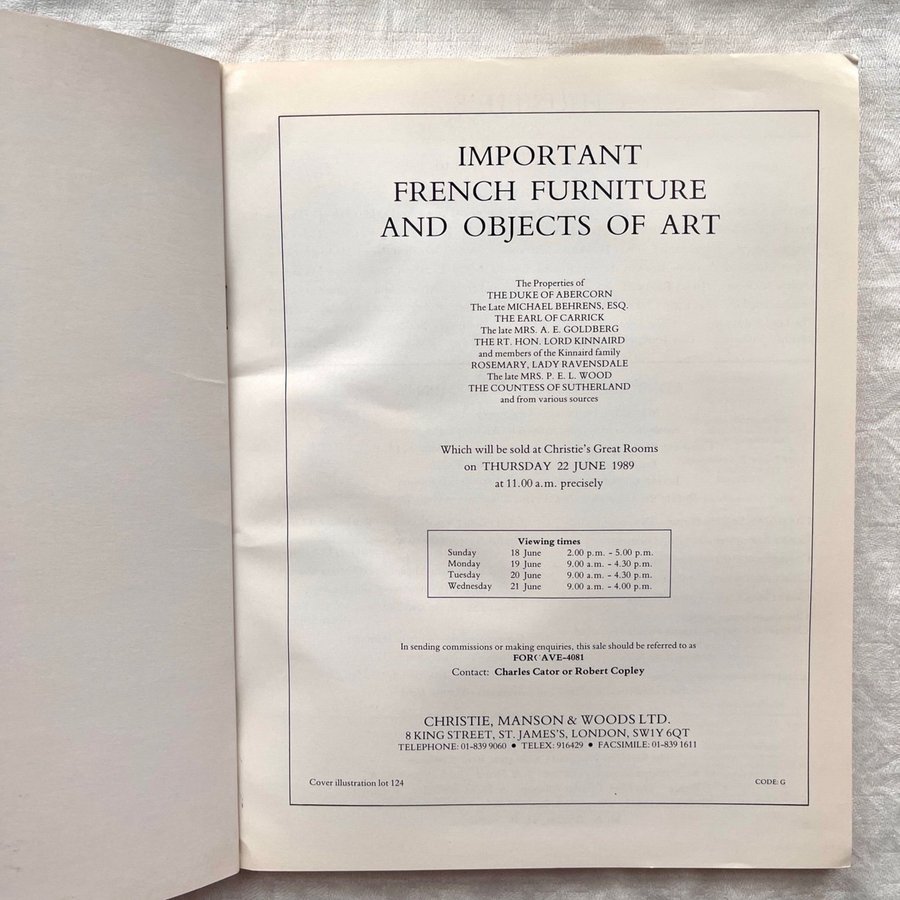 IMPORTANT
FRENCH FURNITURE
AND OBJECTS OF ART
The Properties of
THE DUKE OF ABERCORN
The Late MICHAEL BEHRENS, ESQ.
THE EARL OF CARRICK
The late MRS. A. E. GOLDBERG
THE RT. HON. LORD KINNAIRD
and members of the Kinnaird family
ROSEMARY, LADY RAVENSDALE
The late MRS. P. E. L. WOOD
THE COUNTESS OF SUTHERLAND
and from various sources
Which will be sold at Christie's Great Rooms
on THURSDAY 22 JUNE 1989
at 11.00 a.m. precisely
Viewing times
Sunday 18 June 2.00 p.m. - 5.00 p.m.
Monday 19 June 9.00 a.m. - 4.30 p.m.
Tuesday 20 June 9.00 a.m. - 4.30 p.m.
Wednesday 21 June 9.00 a.m. - 4.00 p.m.
In sending commissions or making enquiries, this sale should be referred to as
Contact: Charles Cator or Robert Copley
CHRISTIE, MANSON & WOODS LTD.
8 KING STREET, ST. JAMES'S, LONDON, SW1Y 6QT
TELEPHONE: 01-839 9060 ● TELEX: 916429 ● FACSIMILE: 01-839 1611
Cover illustration lot 124
CODE: G